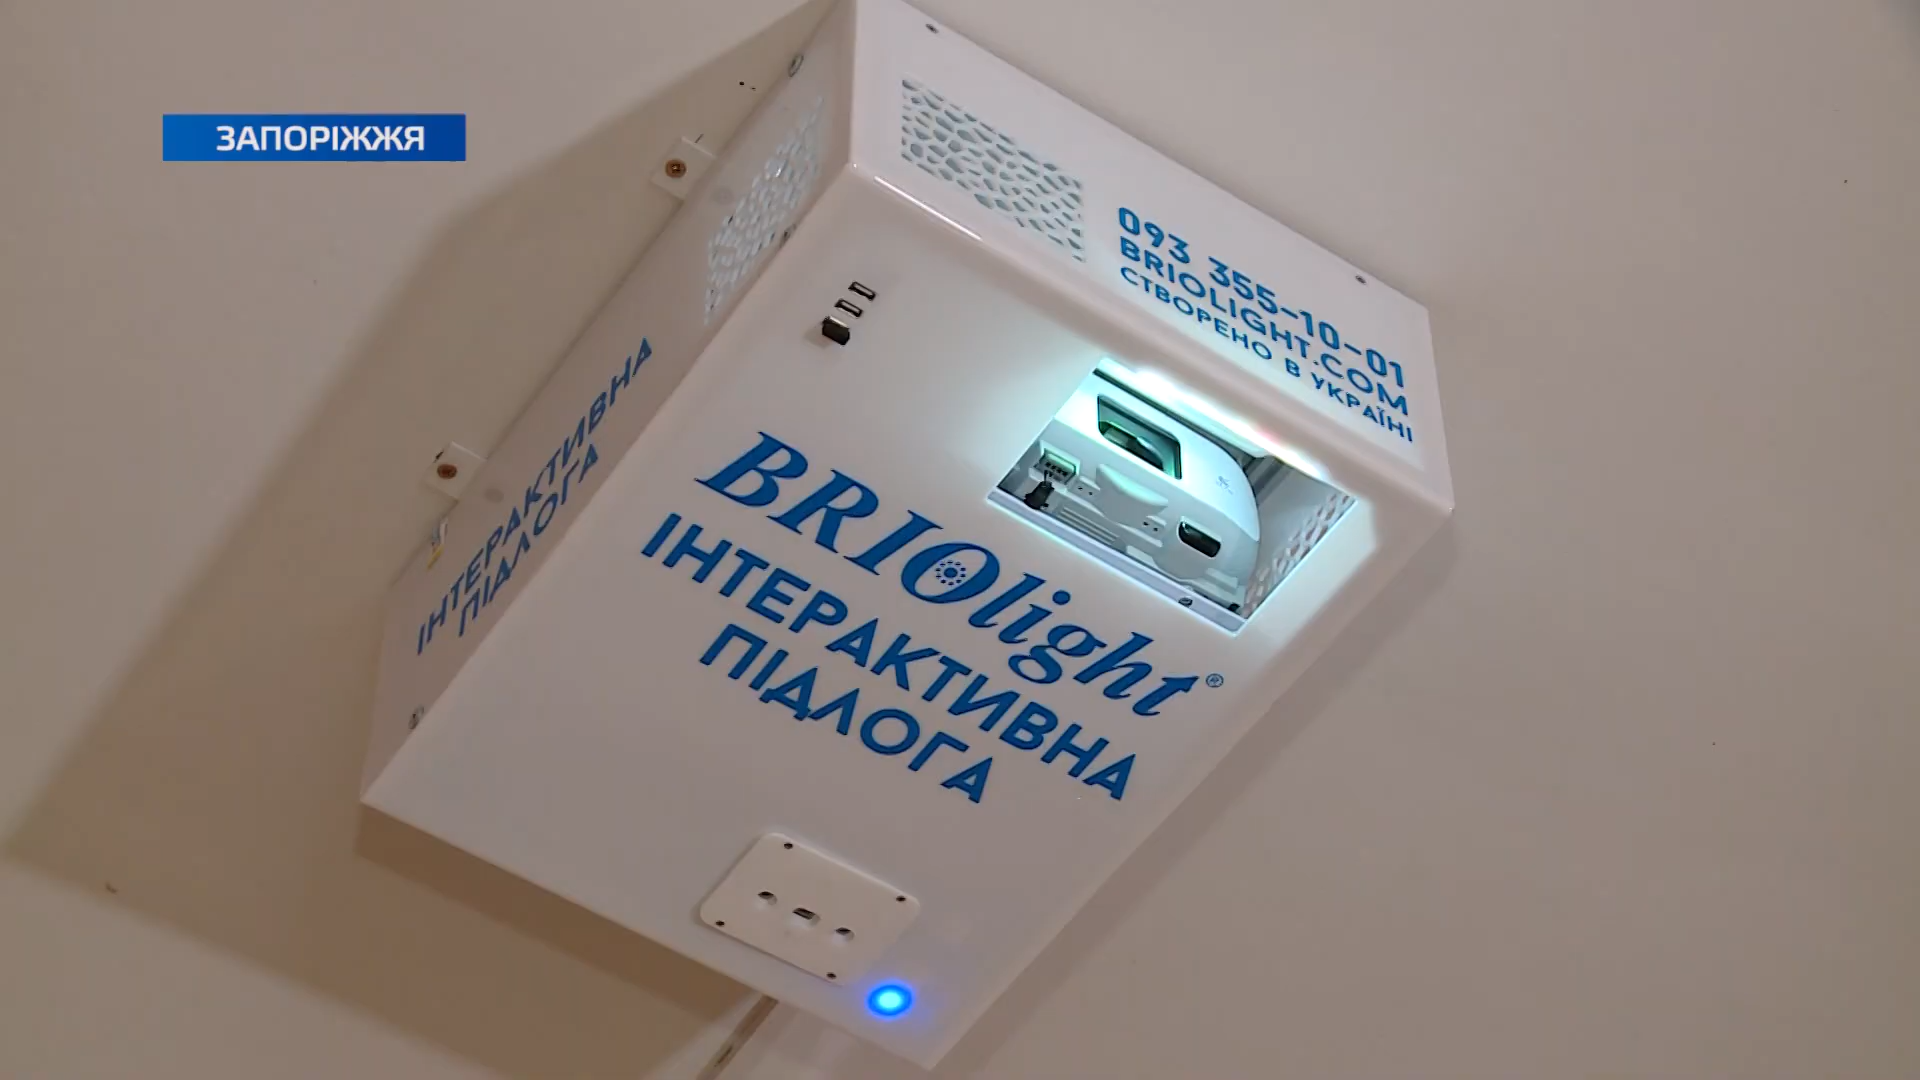 ЗАПОРІЖЖЯ
093 355-10-01
BRIOLIGHT.COM
СТВОРЕНО В УКРАЇНІ
BRIOlight®
ІНТЕРАКТИВНА
ПІДЛОГА
ІНТЕРАКТИВНА
ПІДЛОГА